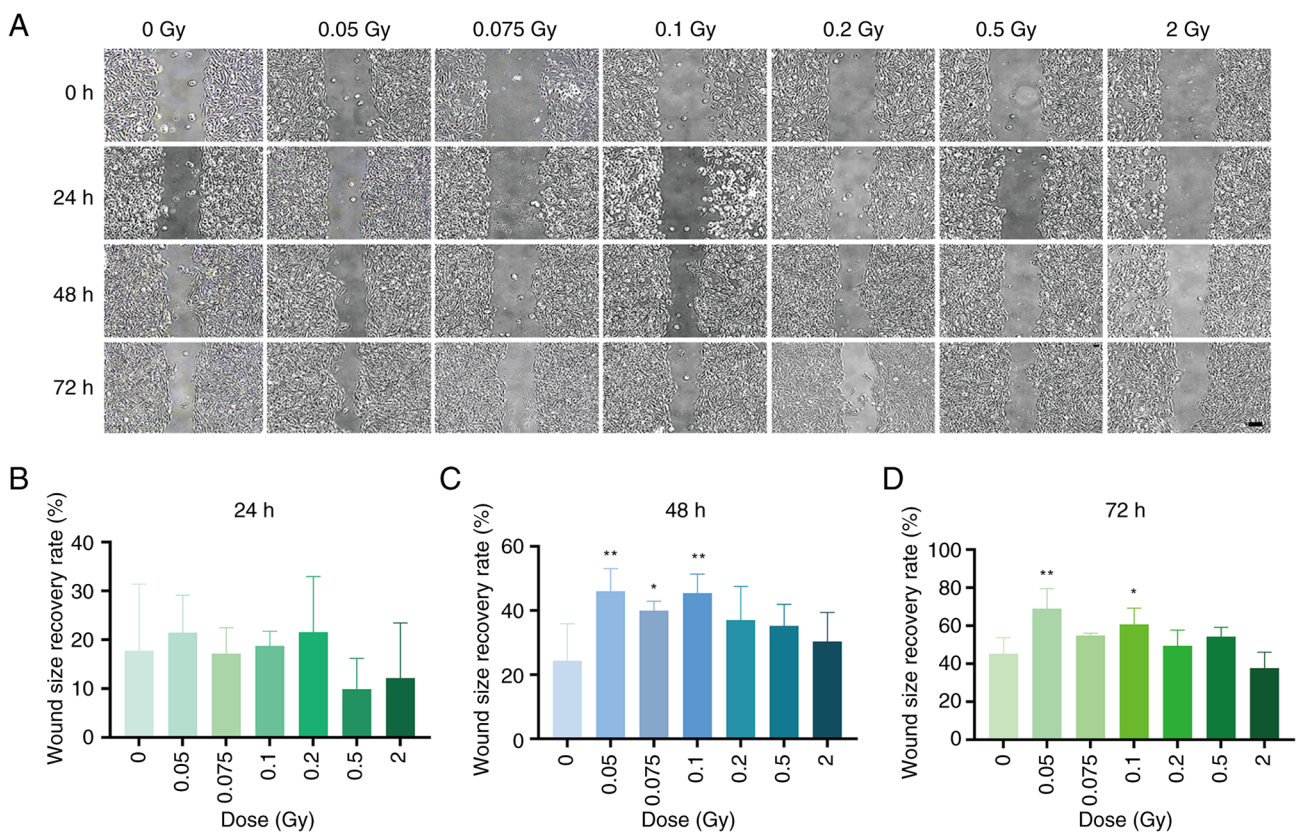 A
0 Gy 0.05 Gy 0.075 Gy 0.1 Gy 0.2 Gy 0.5 Gy 2 Gy
0 h
24 h
48 h
72 h
B
24 h
Wound size recovery rate (%)
40
30
20
10
0
0 0.05 0.075 0.1 0.2 0.5 2
Dose (Gy)
C
48 h
Wound size recovery rate (%)
60
40
20
0
** * **
0 0.05 0.075 0.1 0.2 0.5 2
Dose (Gy)
D
72 h
Wound size recovery rate (%)
100
80
60
40
20
0
** *
0 0.05 0.075 0.1 0.2 0.5 2
Dose (Gy)